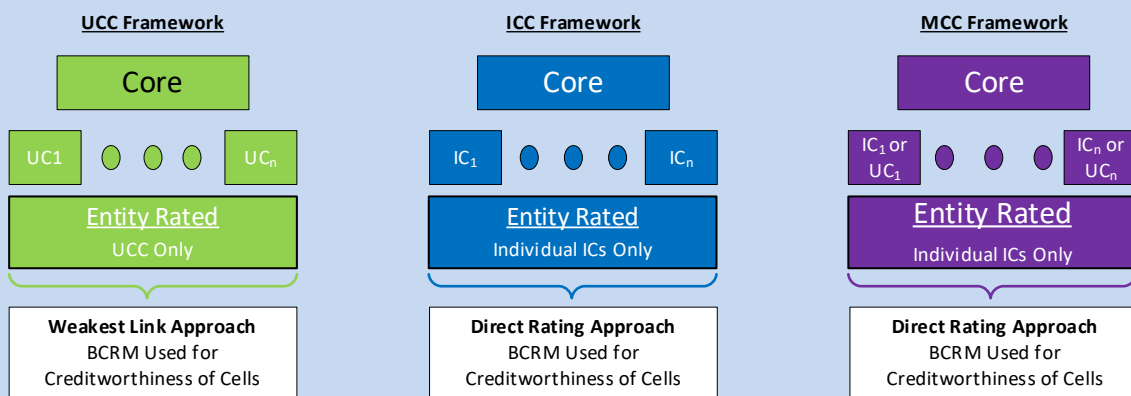 UCC Framework
Core
UC1
UCn
Entity Rated
UCC Only
Weakest Link Approach
BCRM Used for
Creditworthiness of Cells
ICC Framework
Core
IC1
ICn
Entity Rated
Individual ICs Only
Direct Rating Approach
BCRM Used for
Creditworthiness of Cells
MCC Framework
Core
IC1 or
UC1
ICn or
UCn
Entity Rated
Individual ICs Only
Direct Rating Approach
BCRM Used for
Creditworthiness of Cells